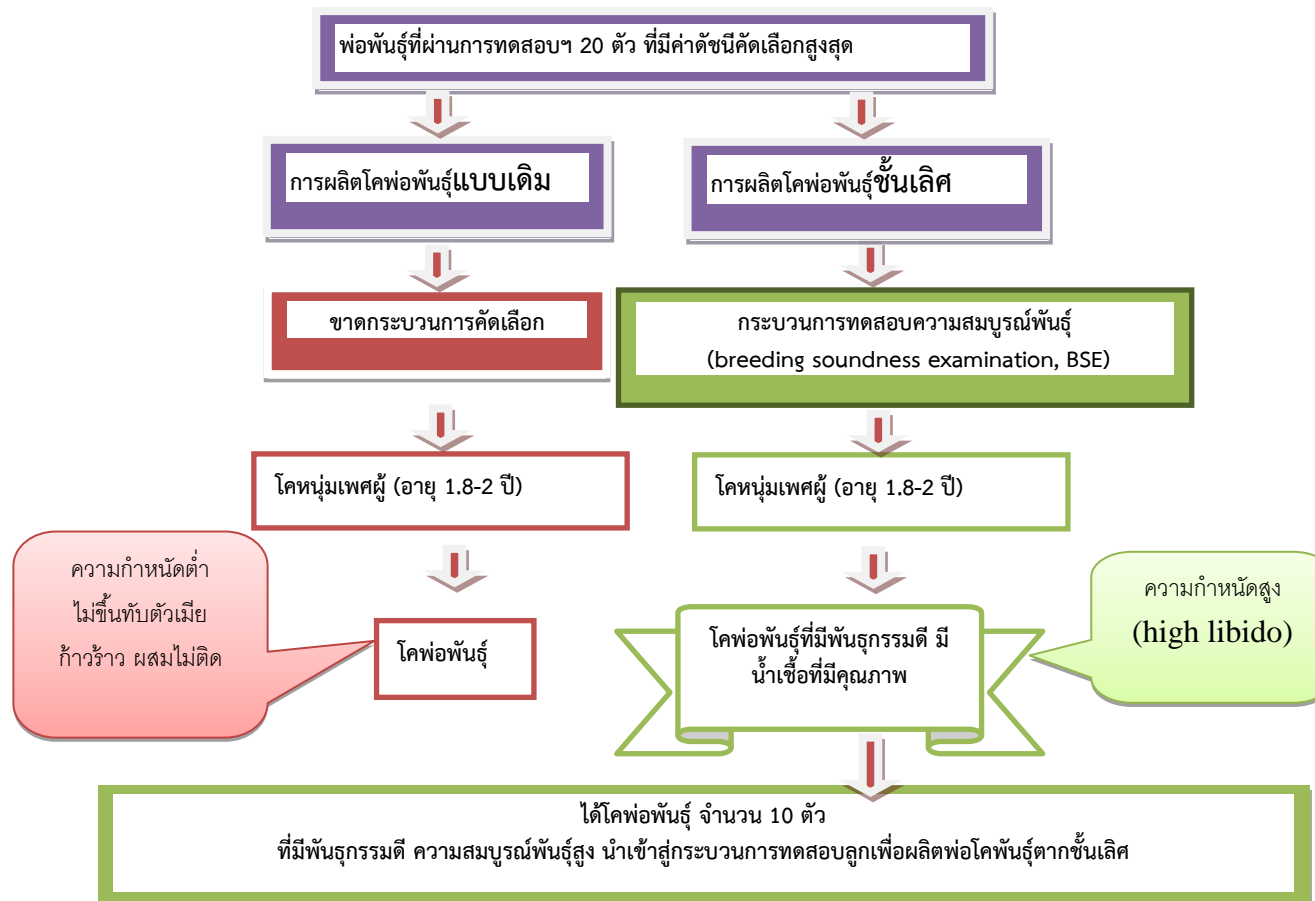 พ่อพันธุ์ที่ผ่านการทดสอบฯ 20 ตัว ที่มีค่าดัชนีคัดเลือกสูงสุด
การผลิตโคพ่อพันธุ์แบบเดิม
การผลิตโคพ่อพันธุ์ชั้นเลิศ
ขาดกระบวนการคัดเลือก
กระบวนการทดสอบความสมบูรณ์พันธุ์
(breeding soundness examination, BSE)
โคหนุ่มเพศผู้ (อายุ 1.8-2 ปี)
โคหนุ่มเพศผู้ (อายุ 1.8-2 ปี)
ความกำหนัดต่ำ
ไม่ขึ้นทับตัวเมีย
ก้าวร้าว ผสมไม่ติด
โคพ่อพันธุ์
โคพ่อพันธุ์ที่มีพันธุกรรมดี มี
น้ำเชื้อที่มีคุณภาพ
ความกำหนัดสูง
(high libido)
ได้โคพ่อพันธุ์ จำนวน 10 ตัว
ที่มีพันธุกรรมดี ความสมบูรณ์พันธุ์สูง นำเข้าสู่กระบวนการทดสอบลูกเพื่อผลิตพ่อโคพันธุ์ตากชั้นเลิศ